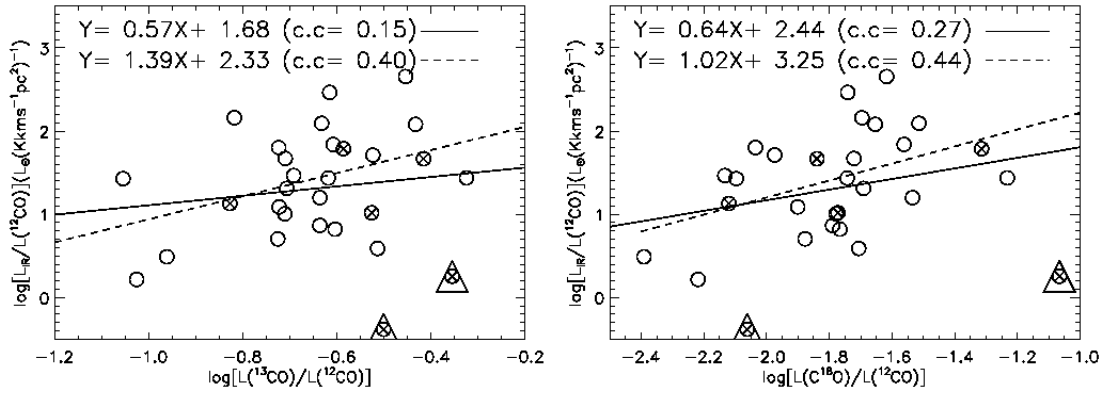 Y= 0.57X+ 1.68 (c.c= 0.15)
Y= 1.39X+ 2.33 (c.c= 0.40)
3
2
1
0
log[L_IR/L(¹²CO)](L_⊙(Kkms⁻¹pc²)⁻¹)
−1.2 −1.0 −0.8 −0.6 −0.4 −0.2
log[L(¹³CO)/L(¹²CO)]
Y= 0.64X+ 2.44 (c.c= 0.27)
Y= 1.02X+ 3.25 (c.c= 0.44)
3
2
1
0
log[L_IR/L(¹²CO)](L_⊙(Kkms⁻¹pc²)⁻¹)
−2.4 −2.2 −2.0 −1.8 −1.6 −1.4 −1.2 −1.0
log[L(C¹⁸O)/L(¹²CO)]